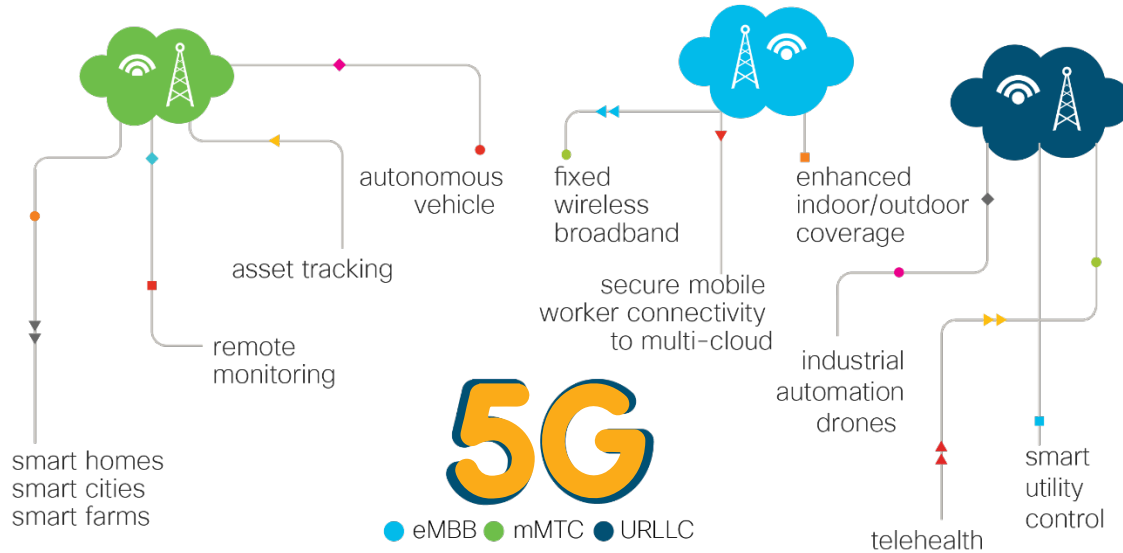 autonomous
vehicle
asset tracking
remote
monitoring
smart homes
smart cities
smart farms
fixed
wireless
broadband
secure mobile
worker connectivity
to multi-cloud
enhanced
indoor/outdoor
coverage
industrial
automation
drones
telehealth
smart
utility
control
5G
eMBB mMTC URLLC